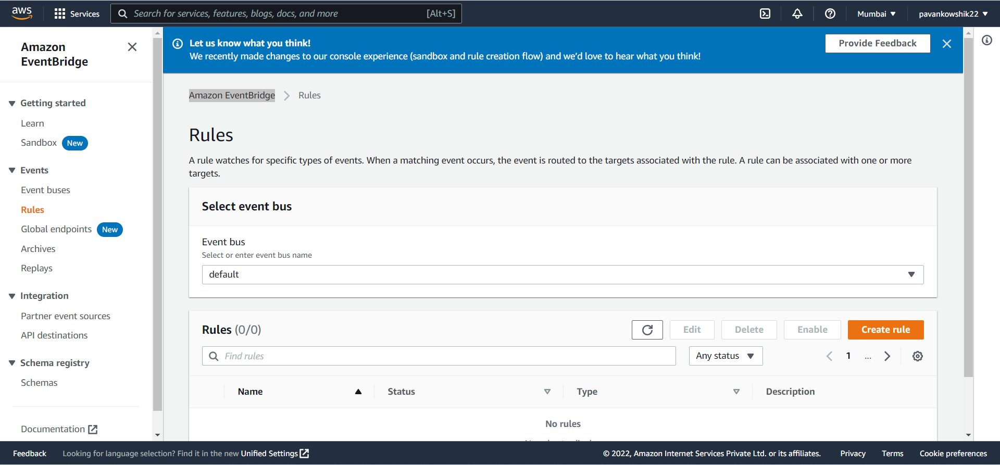 aws
Services
Search for services, features, blogs, docs, and more
[Alt+S]
Mumbai
pavankowshik22
Amazon
EventBridge
Getting started
Learn
Sandbox New
Events
Event buses
Rules
Global endpoints New
Archives
Replays
Integration
Partner event sources
API destinations
Schema registry
Schemas
Documentation
Let us know what you think!
We recently made changes to our console experience (sandbox and rule creation flow) and we'd love to hear what you think!
Provide Feedback
Amazon EventBridge
Rules
Rules
A rule watches for specific types of events. When a matching event occurs, the event is routed to the targets associated with the rule. A rule can be associated with one or more
targets.
Select event bus
Event bus
Select or enter event bus name
default
Rules (0/0)
Edit
Delete
Enable
Create rule
Find rules
Any status
1
...
Name
Status
Type
Description
No rules
Feedback
Looking for language selection? Find it in the new Unified Settings
© 2022, Amazon Internet Services Private Ltd. or its affiliates.
Privacy
Terms
Cookie preferences